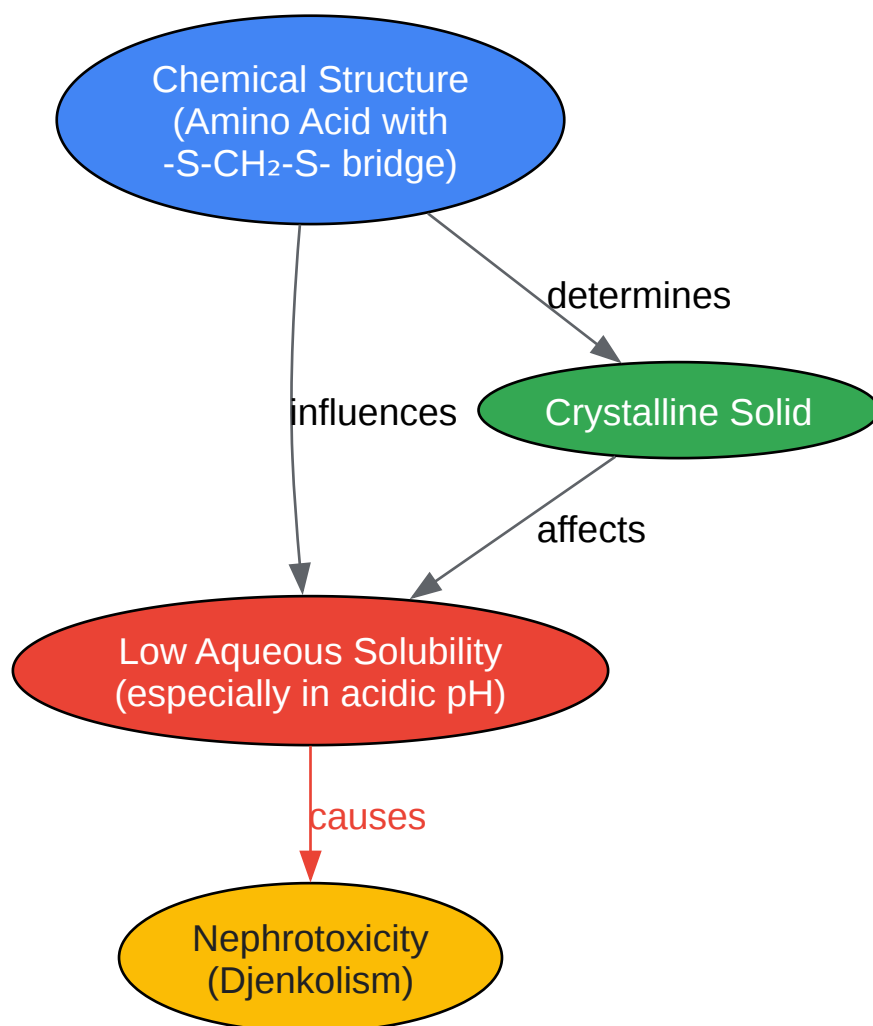 Chemical Structure
(Amino Acid with
-S-CH₂-S- bridge)
determines
influences
Crystalline Solid
affects
Low Aqueous Solubility
(especially in acidic pH)
causes
Nephrotoxicity
(Djenkolism)